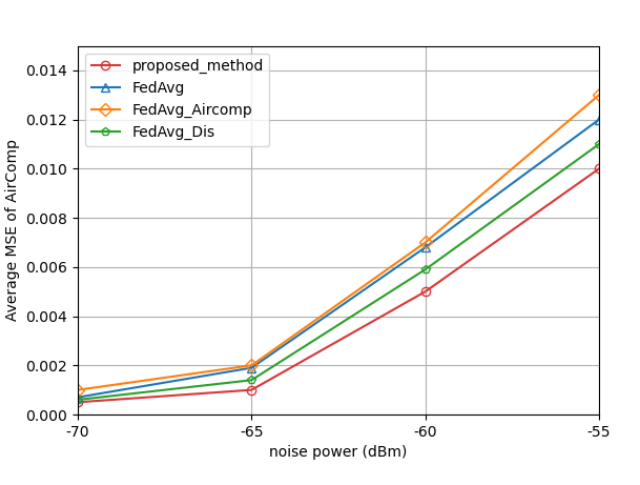 proposed_method
FedAvg
FedAvg_Aircomp
FedAvg_Dis
Average MSE of AirComp
0.014
0.012
0.010
0.008
0.006
0.004
0.002
0.000
-70 -65 -60 -55
noise power (dBm)